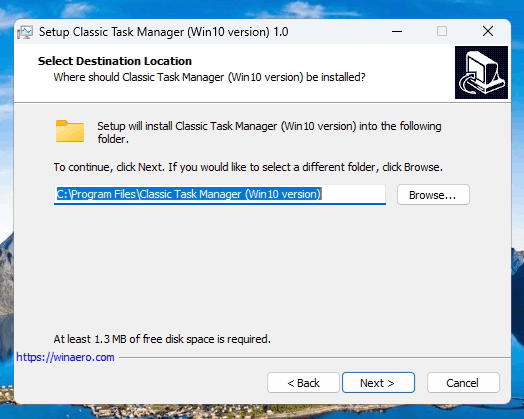 Setup Classic Task Manager (Win10 version) 1.0
Select Destination Location
Where should Classic Task Manager (Win10 version) be installed?
Setup will install Classic Task Manager (Win10 version) into the following
folder.
To continue, click Next. If you would like to select a different folder, click Browse.
C:\Program Files\Classic Task Manager (Win10 version)
Browse...
At least 1.3 MB of free disk space is required.
https://winaero.com
< Back
Next >
Cancel